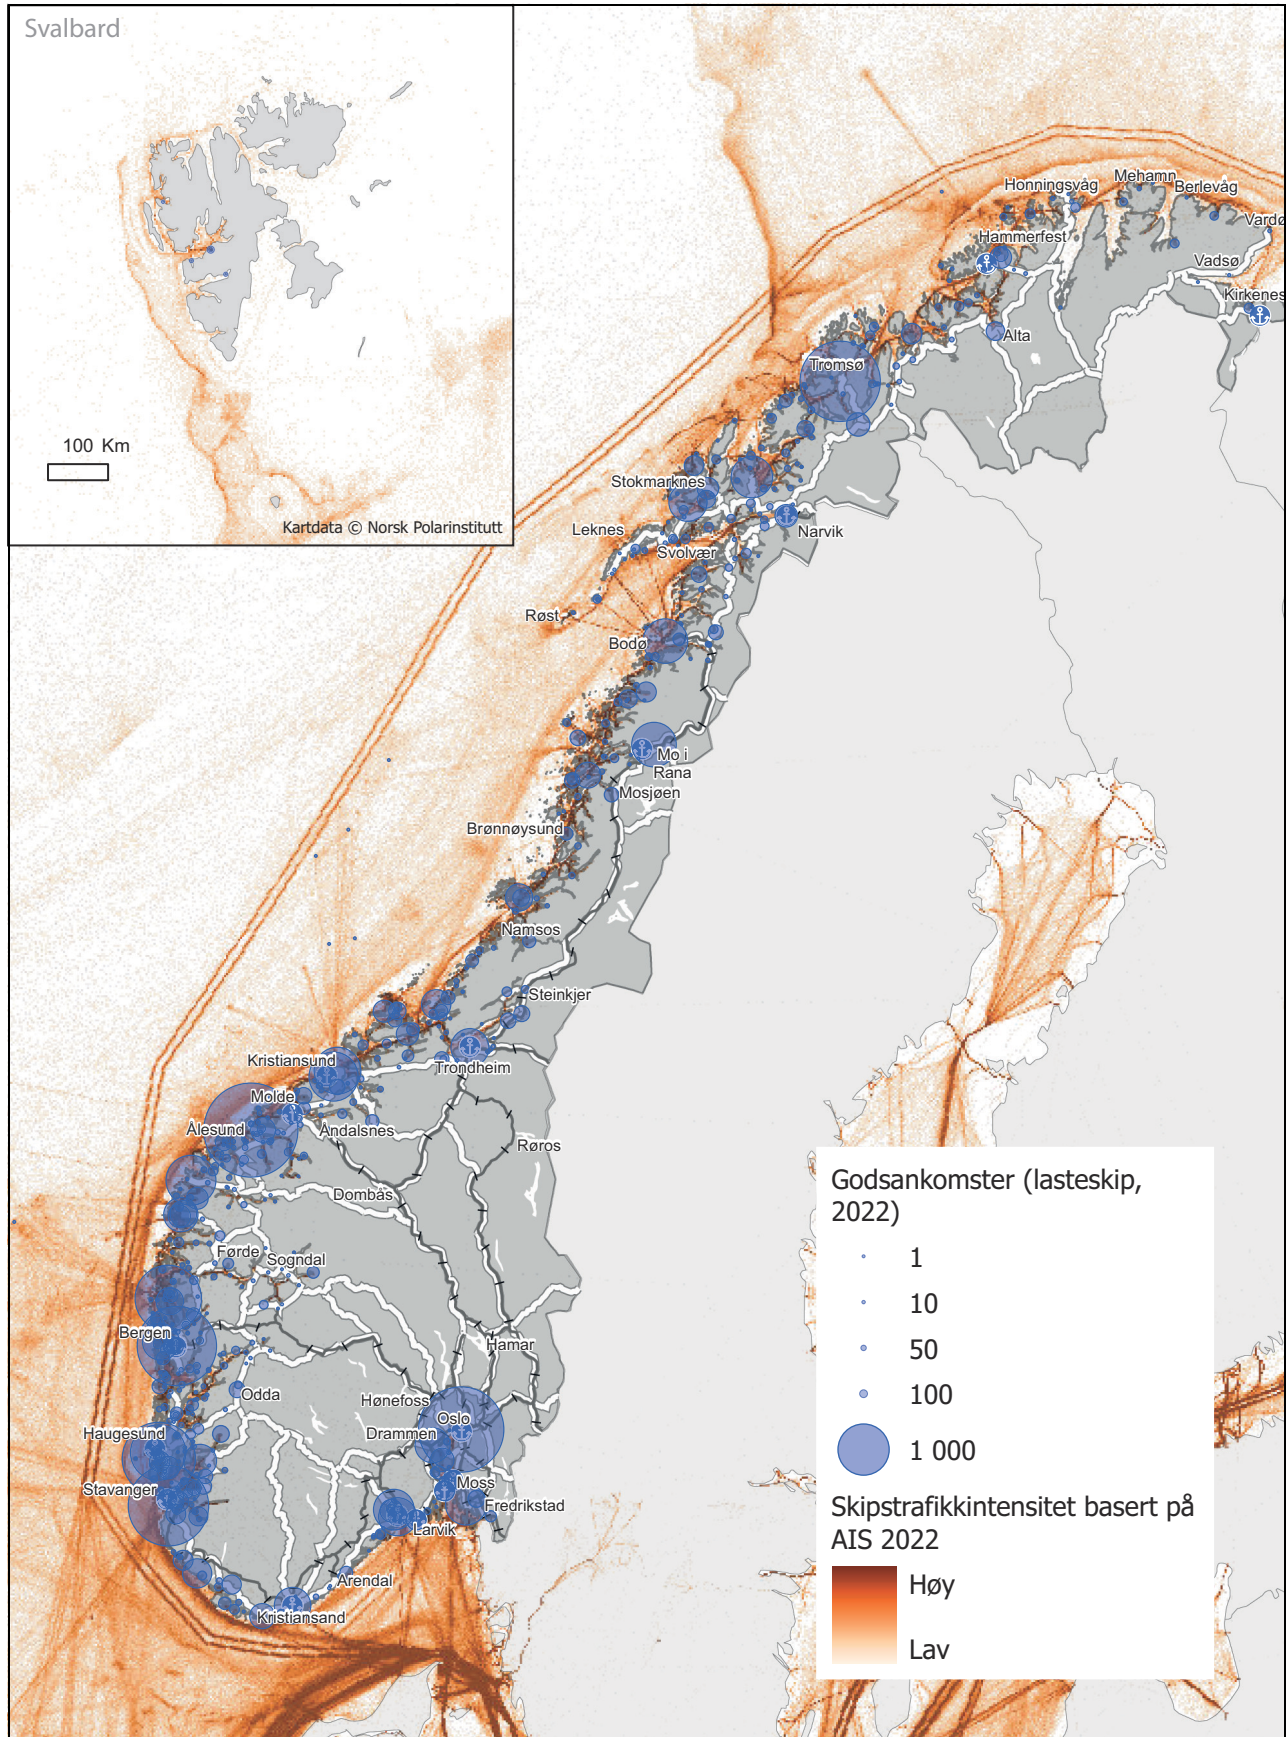 Svalbard
100 Km
Kartdata © Norsk Polarinstitutt
Honningsvåg
Mehamn
Berlevåg
Vardø
Hammerfest
Vadsø
Kirkenes
Alta
Tromsø
Stokmarknes
Leknes
Svolvær
Narvik
Røst
Bodø
Mo i
Rana
Mosjøen
Brønnøysund
Namsos
Steinkjer
Kristiansund
Trondheim
Molde
Ålesund
Åndalsnes
Røros
Dombås
Førde
Sogndal
Bergen
Hamar
Odda
Hønefoss
Oslo
Drammen
Haugesund
Stavanger
Moss
Fredrikstad
Larvik
Arendal
Kristiansand
Godsankomster (lasteskip,
2022)
1
10
50
100
1 000
Skipstrafikkintensitet basert på
AIS 2022
Høy
Lav